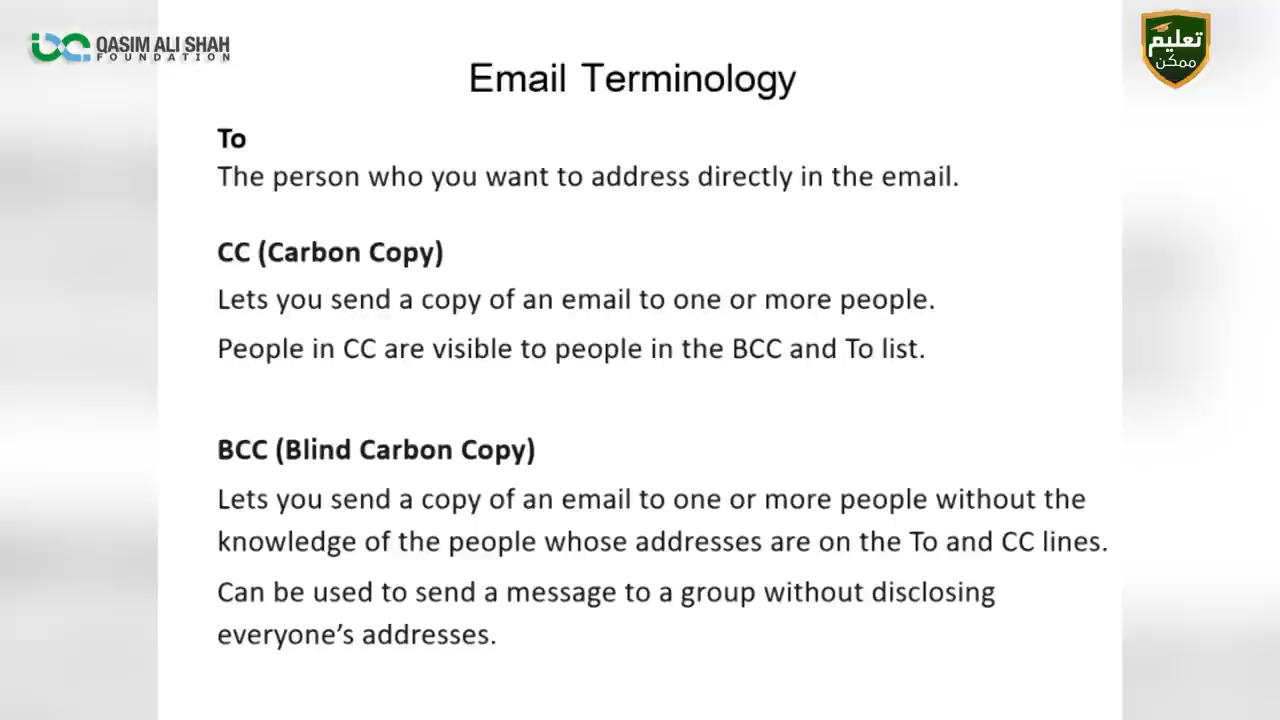 QASIM ALI SHAH
FOUNDATION
تعلیم
ممکن
Email Terminology
To
The person who you want to address directly in the email.
CC (Carbon Copy)
Lets you send a copy of an email to one or more people.
People in CC are visible to people in the BCC and To list.
BCC (Blind Carbon Copy)
Lets you send a copy of an email to one or more people without the
knowledge of the people whose addresses are on the To and CC lines.
Can be used to send a message to a group without disclosing
everyone’s addresses.